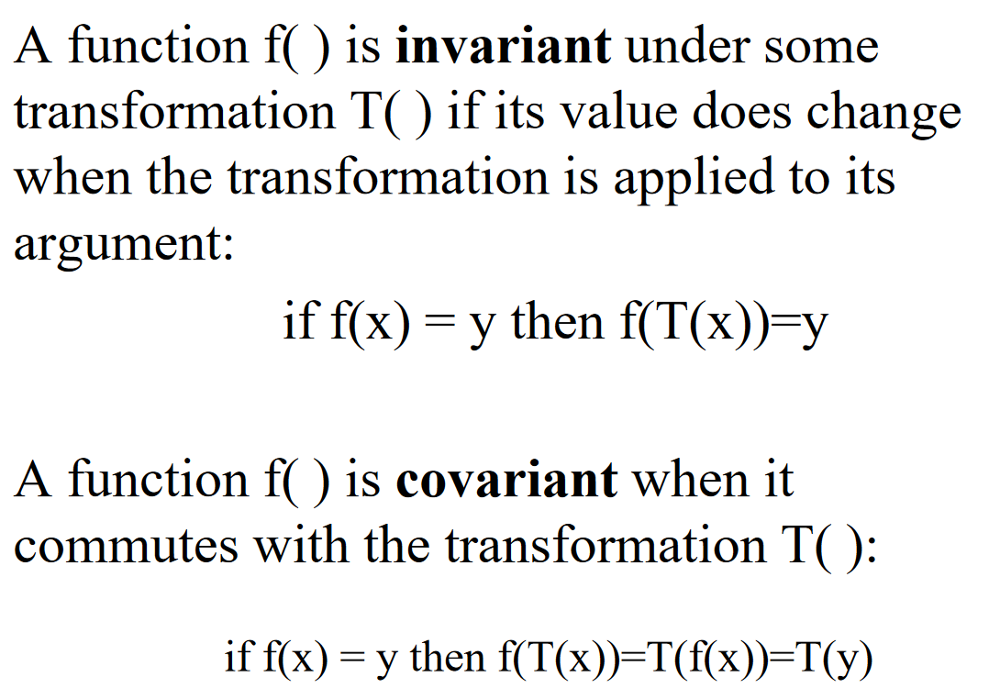 A function f( ) is invariant under some
transformation T( ) if its value does change
when the transformation is applied to its
argument:
if f(x) = y then f(T(x))=y
A function f( ) is covariant when it
commutes with the transformation T( ):
if f(x) = y then f(T(x))=T(f(x))=T(y)